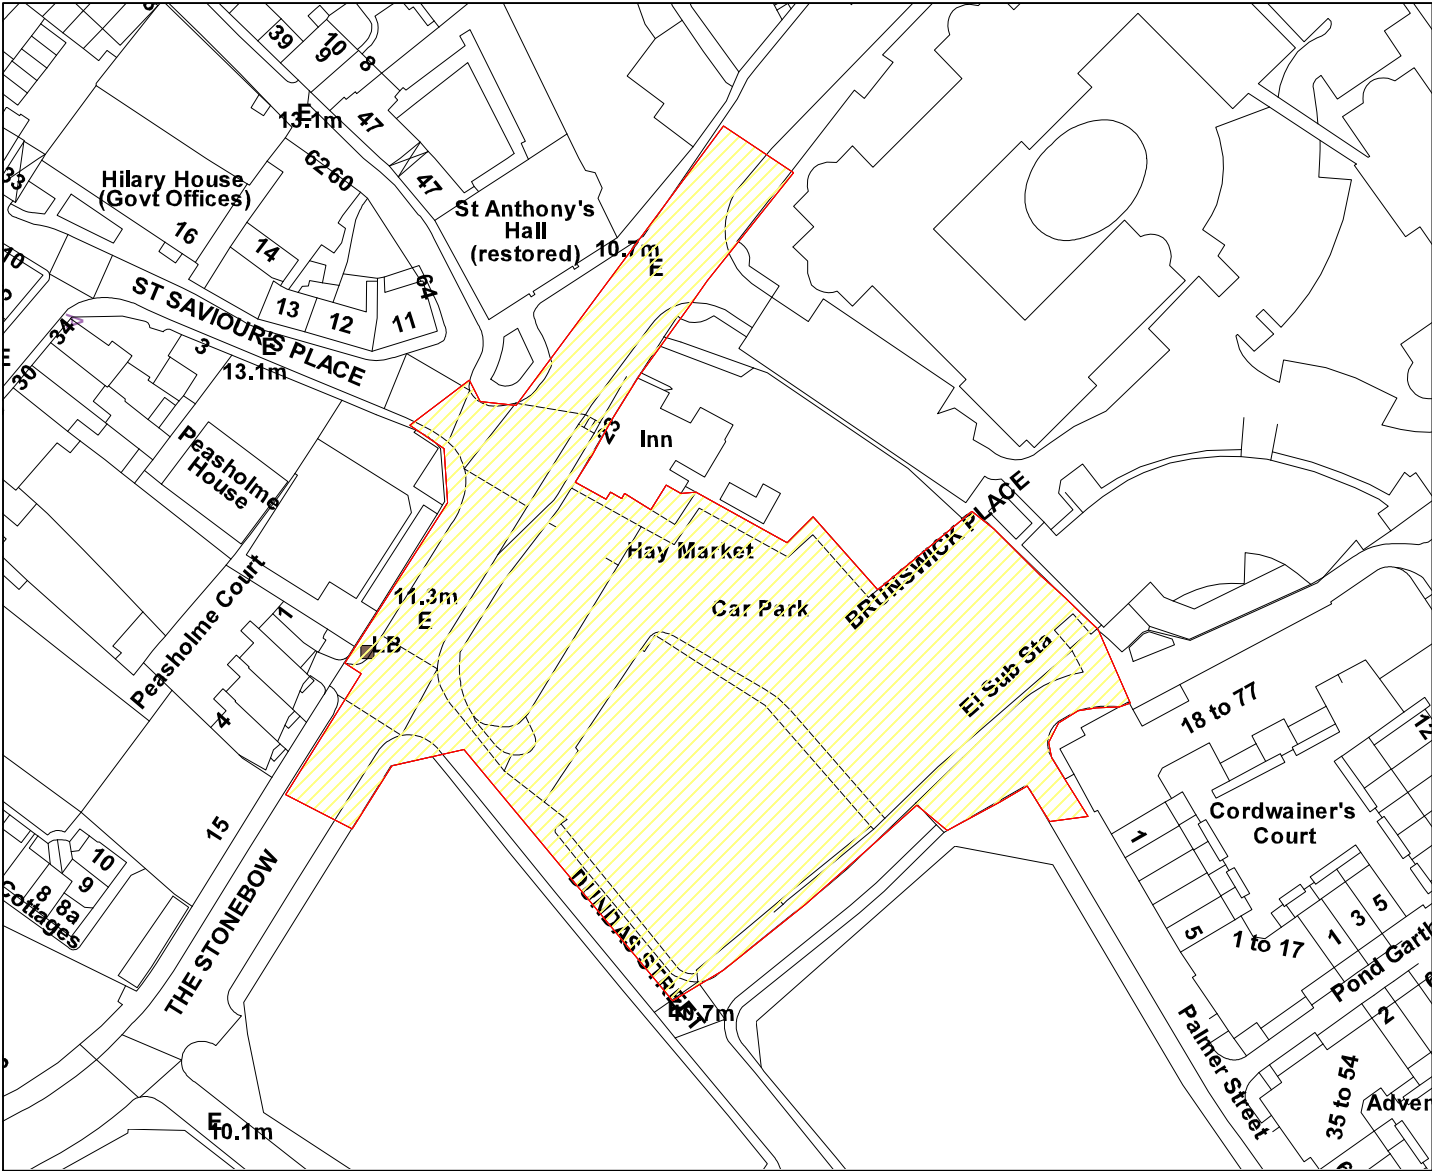 39
10
9
8
E
13.1m
47
62
60
47
33
Hilary House
(Govt Offices)
16
14
St Anthony's
Hall
(restored)
10.7m
E
10
13
12
11
64
ST SAVIOUR'S PLACE
34
3
E
13.1m
30
E
23
Inn
Peasholme
House
BRUNSWICK PLACE
Hay Market
Car Park
11.3m
E
LB
Peasholme Court
1
4
El Sub Sta
18 to 77
12
Cordwainer's
Court
1
5
1 to 17
1
3
5
Pond Garth
2
15
10
9
8
8a
Cottages
THE STONEBOW
DUNDAS STREET
E
10.7m
Palmer Street
35 to 54
E
10.1m